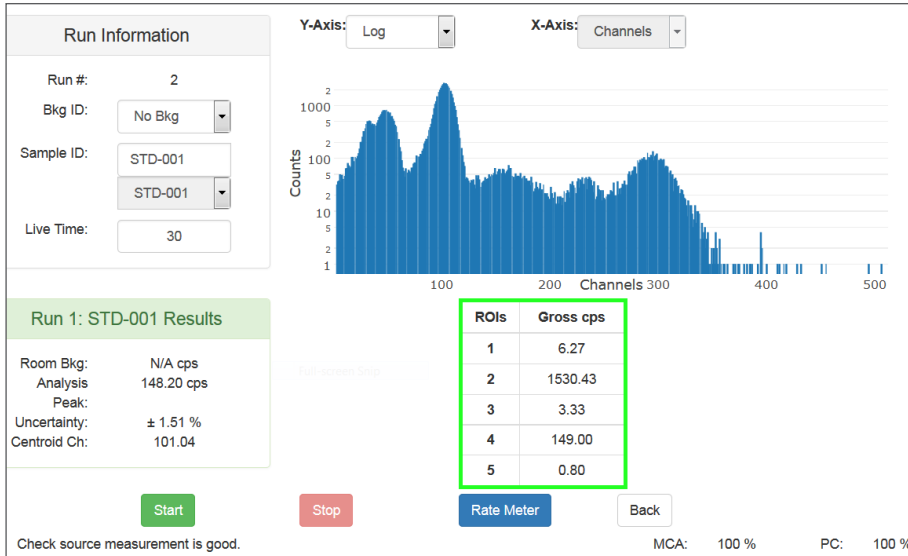 Run Information
Run #: 2
Bkg ID: No Bkg
Sample ID: STD-001
STD-001
Live Time: 30
Y-Axis: Log X-Axis: Channels
Counts
2
1000
5
2
100
5
2
10
5
2
1
100 200 300 400 500
Channels
Run 1: STD-001 Results
Room Bkg: N/A cps
Analysis 148.20 cps
Peak:
Uncertainty: ± 1.51 %
Centroid Ch: 101.04
ROIs Gross cps
1 6.27
2 1530.43
3 3.33
4 149.00
5 0.80
Start Stop Rate Meter Back
Check source measurement is good. MCA: 100 % PC: 100 %